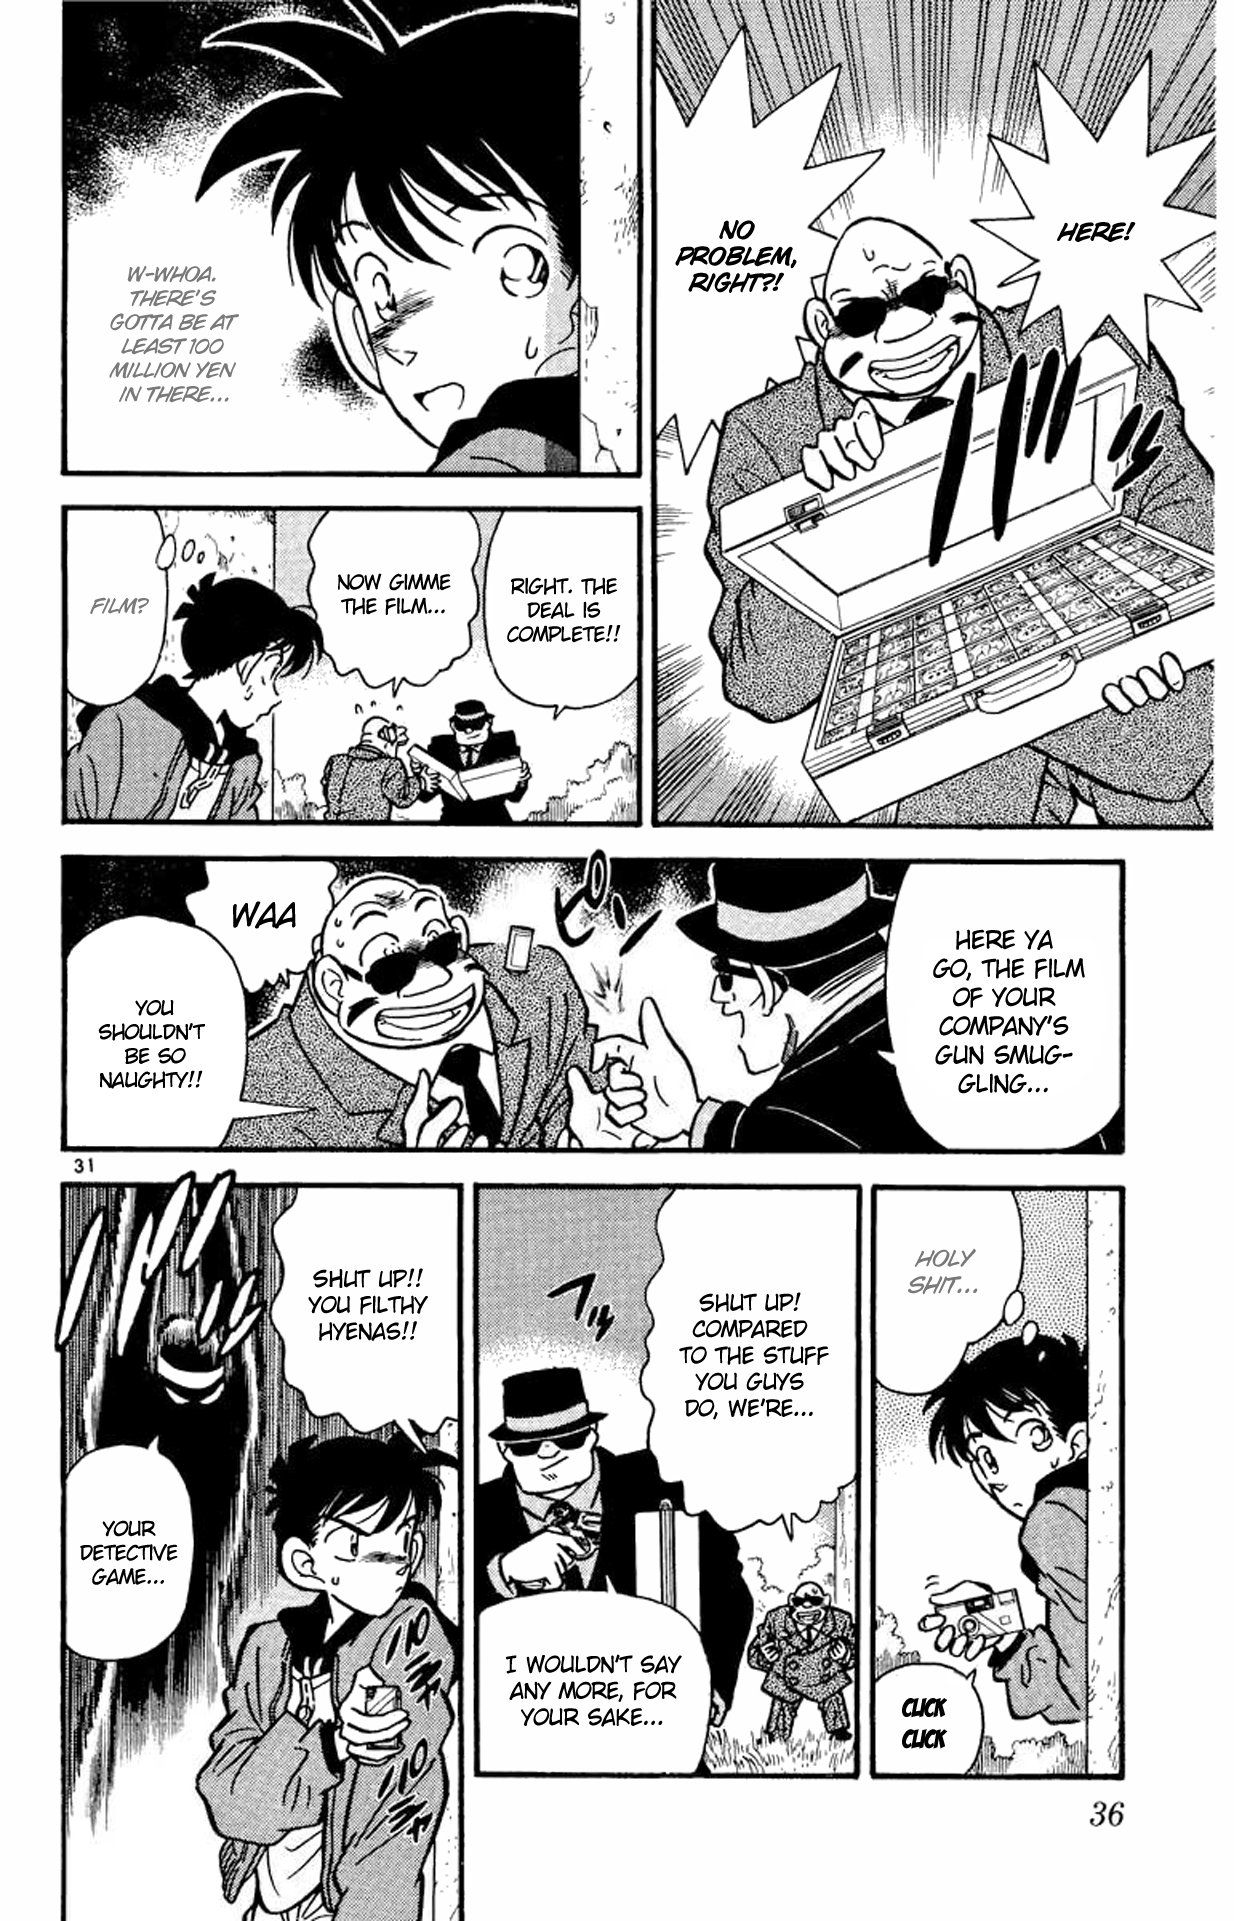 HERE!
NO
PROBLEM,
RIGHT?!
W-WHOA.
THERE'S
GOTTA BE AT
LEAST 100
MILLION YEN
IN THERE...
RIGHT. THE
DEAL IS
COMPLETE!!
NOW GIMME
THE FILM...
FILM?
HERE YA
GO, THE FILM
OF YOUR
COMPANY'S
GUN SMUG-
GLING...
ピンッ
WAA
YOU
SHOULDN'T
BE SO
NAUGHTY!!
31
HOLY
SHIT...
CLICK
CLICK
SHUT UP!
COMPARED
TO THE STUFF
YOU GUYS
DO, WE'RE...
I WOULDN'T SAY
ANY MORE, FOR
YOUR SAKE...
SHUT UP!!
YOU FILTHY
HYENAS!!
YOUR
DETECTIVE
GAME...
36